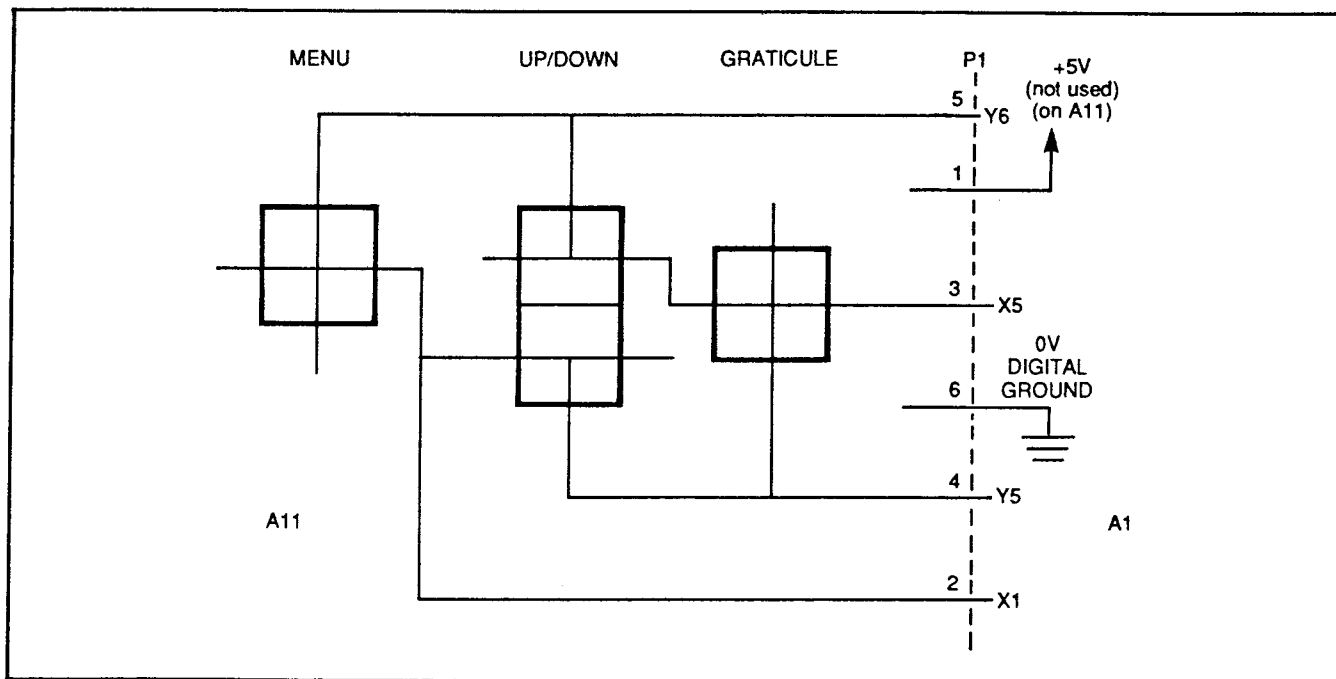 MENU
UP/DOWN
GRATICULE
P1
+5V
(not used)
(on A11)
5
Y6
1
3
X5
0V
DIGITAL
GROUND
6
4
Y5
A11
A1
2
X1